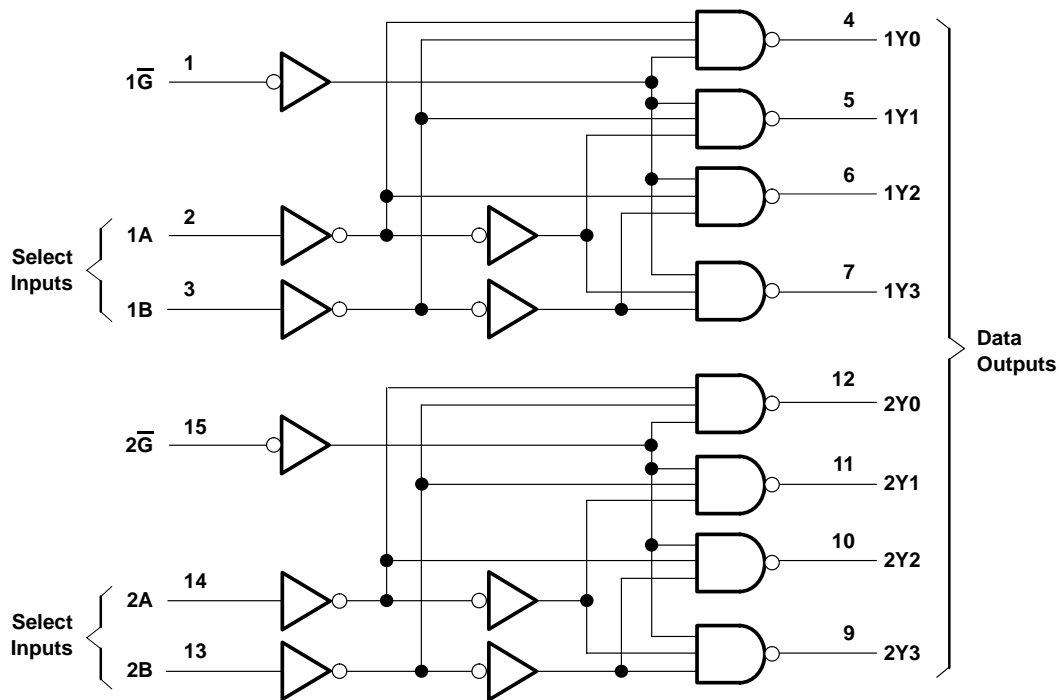 4
1Y0
1G̅ 1
5
1Y1
6
1Y2
Select
Inputs
1A 2
1B 3
7
1Y3
Data
Outputs
12
2Y0
2G̅ 15
11
2Y1
10
2Y2
Select
Inputs
2A 14
2B 13
9
2Y3